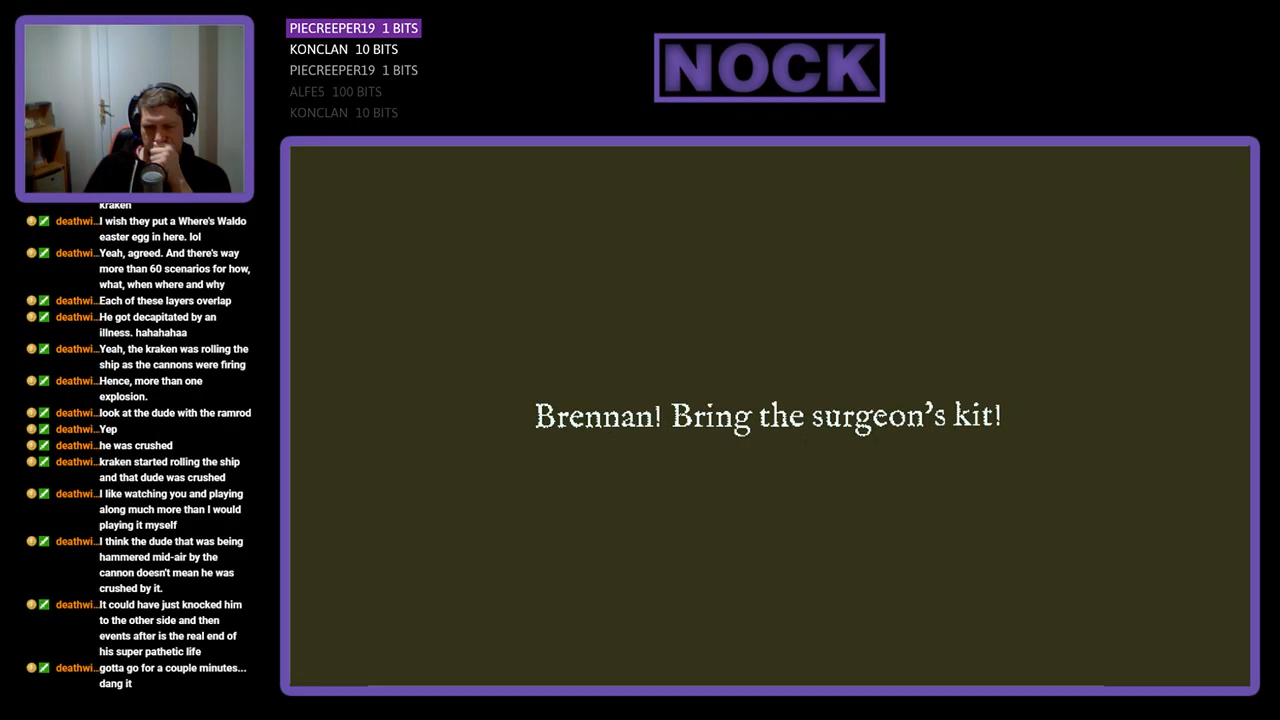 PIECREEPER19 1 BITS
KONCLAN 10 BITS
PIECREEPER19 1 BITS
ALFE5 100 BITS
KONCLAN 10 BITS
NOCK
kraken
deathwi...I wish they put a Where's Waldo
easter egg in here. lol
deathwi...Yeah, agreed. And there's way
more than 60 scenarios for how,
what, when where and why
deathwi...Each of these layers overlap
deathwi...He got decapitated by an
illness. hahahahaa
deathwi...Yeah, the kraken was rolling the
ship as the cannons were firing
deathwi...Hence, more than one
explosion.
deathwi...look at the dude with the ramrod
deathwi...Yep
deathwi...he was crushed
deathwi...kraken started rolling the ship
and that dude was crushed
deathwi...I like watching you and playing
along much more than I would
playing it myself
deathwi...I think the dude that was being
hammered mid-air by the
cannon doesn't mean he was
crushed by it.
deathwi...It could have just knocked him
to the other side and then
events after is the real end of
his super pathetic life
deathwi...gotta go for a couple minutes...
dang it
Brennan! Bring the surgeon's kit!